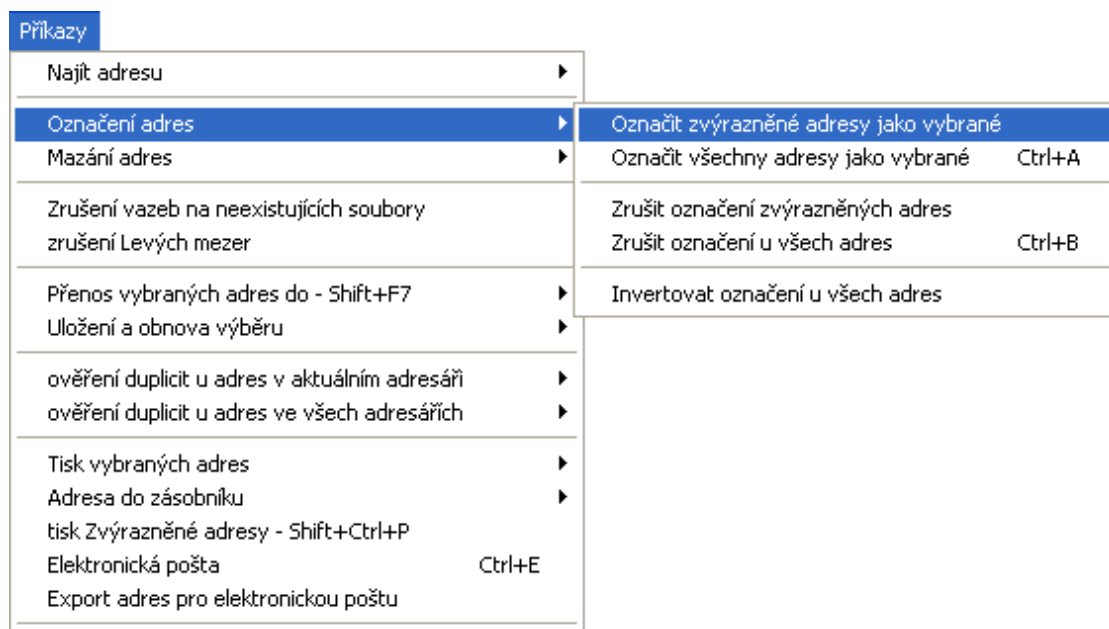 Příkazy
Najít adresu
Označení adres
Mazání adres
Zrušení vazeb na neexistujících soubory
zrušení Levých mezer
Přenos vybraných adres do - Shift+F7
Uložení a obnova výběru
ověření duplicit u adres v aktuálním adresáři
ověření duplicit u adres ve všech adresářích
Tisk vybraných adres
Adresa do zásobníku
tisk Zvýrazněné adresy - Shift+Ctrl+P
Elektronická pošta Ctrl+E
Export adres pro elektronickou poštu
Označit zvýrazněné adresy jako vybrané
Označit všechny adresy jako vybrané Ctrl+A
Zrušit označení zvýrazněných adres
Zrušit označení u všech adres Ctrl+B
Invertovat označení u všech adres